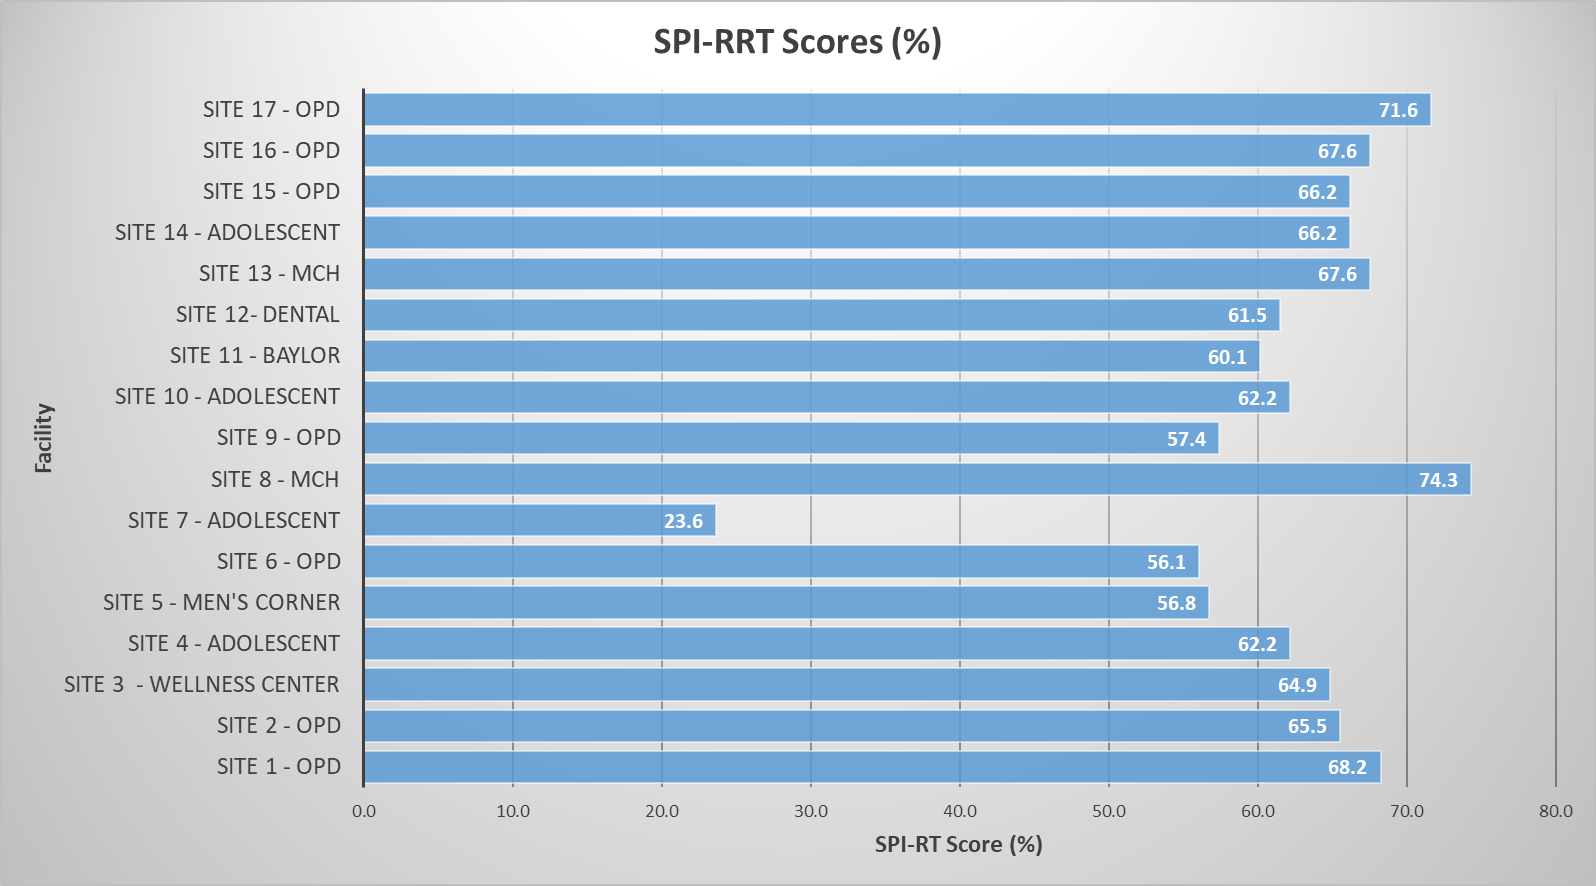 SPI-RRT Scores (%)
SITE 17 - OPD 71.6
SITE 16 - OPD 67.6
SITE 15 - OPD 66.2
SITE 14 - ADOLESCENT 66.2
SITE 13 - MCH 67.6
SITE 12- DENTAL 61.5
SITE 11 - BAYLOR 60.1
SITE 10 - ADOLESCENT 62.2
SITE 9 - OPD 57.4
SITE 8 - MCH 74.3
SITE 7 - ADOLESCENT 23.6
SITE 6 - OPD 56.1
SITE 5 - MEN'S CORNER 56.8
SITE 4 - ADOLESCENT 62.2
SITE 3  - WELLNESS CENTER 64.9
SITE 2 - OPD 65.5
SITE 1 - OPD 68.2
Facility
0.0 10.0 20.0 30.0 40.0 50.0 60.0 70.0 80.0
SPI-RT Score (%)